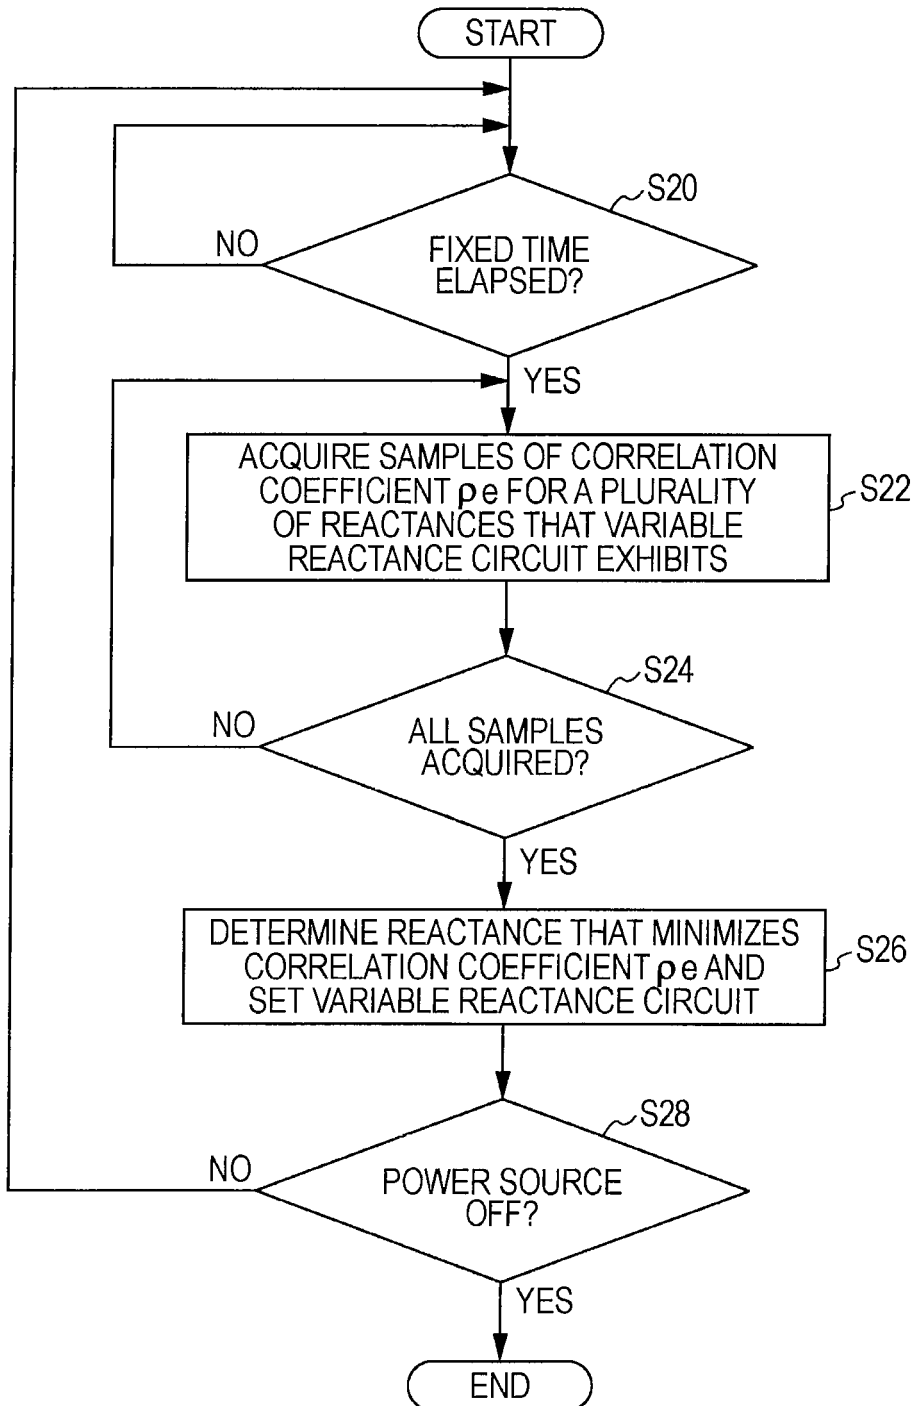 START
S20
NO
FIXED TIME
ELAPSED?
YES
ACQUIRE SAMPLES OF CORRELATION
COEFFICIENT ρe FOR A PLURALITY
OF REACTANCES THAT VARIABLE
REACTANCE CIRCUIT EXHIBITS
S22
S24
NO
ALL SAMPLES
ACQUIRED?
YES
DETERMINE REACTANCE THAT MINIMIZES
CORRELATION COEFFICIENT ρe AND
SET VARIABLE REACTANCE CIRCUIT
S26
S28
NO
POWER SOURCE
OFF?
YES
END